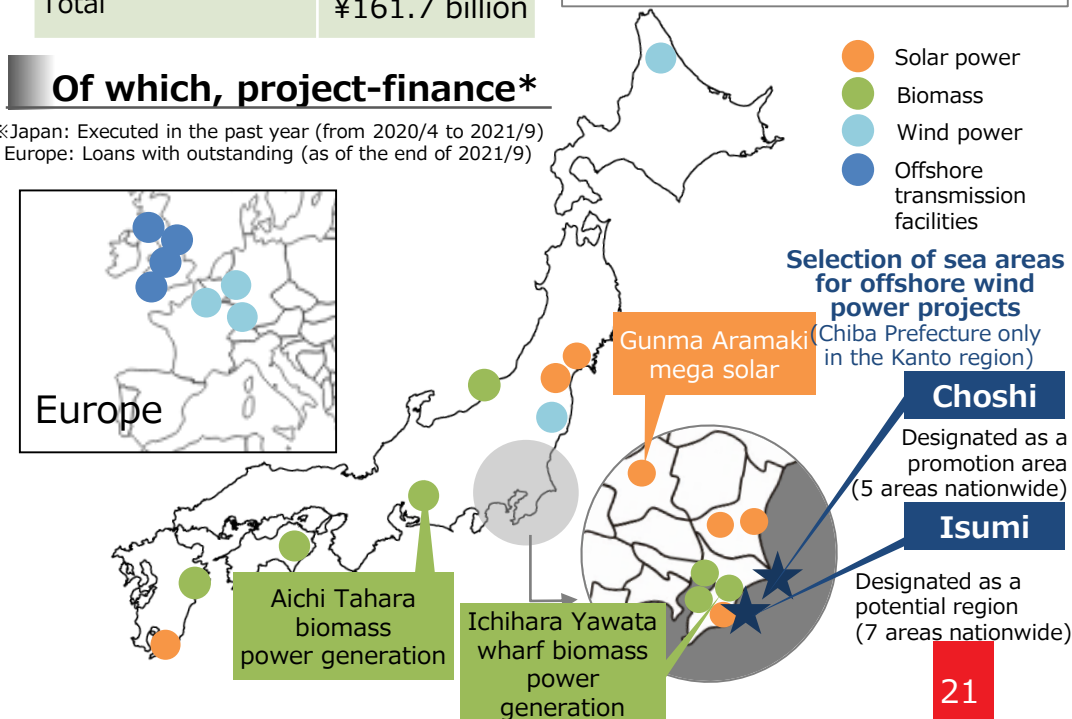 Total
¥161.7 billion
Of which, project-finance*
※Japan: Executed in the past year (from 2020/4 to 2021/9)
Europe: Loans with outstanding (as of the end of 2021/9)
Solar power
Biomass
Wind power
Offshore
transmission
facilities
Europe
Selection of sea areas
for offshore wind
power projects
(Chiba Prefecture only
in the Kanto region)
Gunma Aramaki
mega solar
Choshi
Designated as a
promotion area
(5 areas nationwide)
Isumi
Designated as a
potential region
(7 areas nationwide)
Aichi Tahara
biomass
power generation
Ichihara Yawata
wharf biomass
power
generation
21